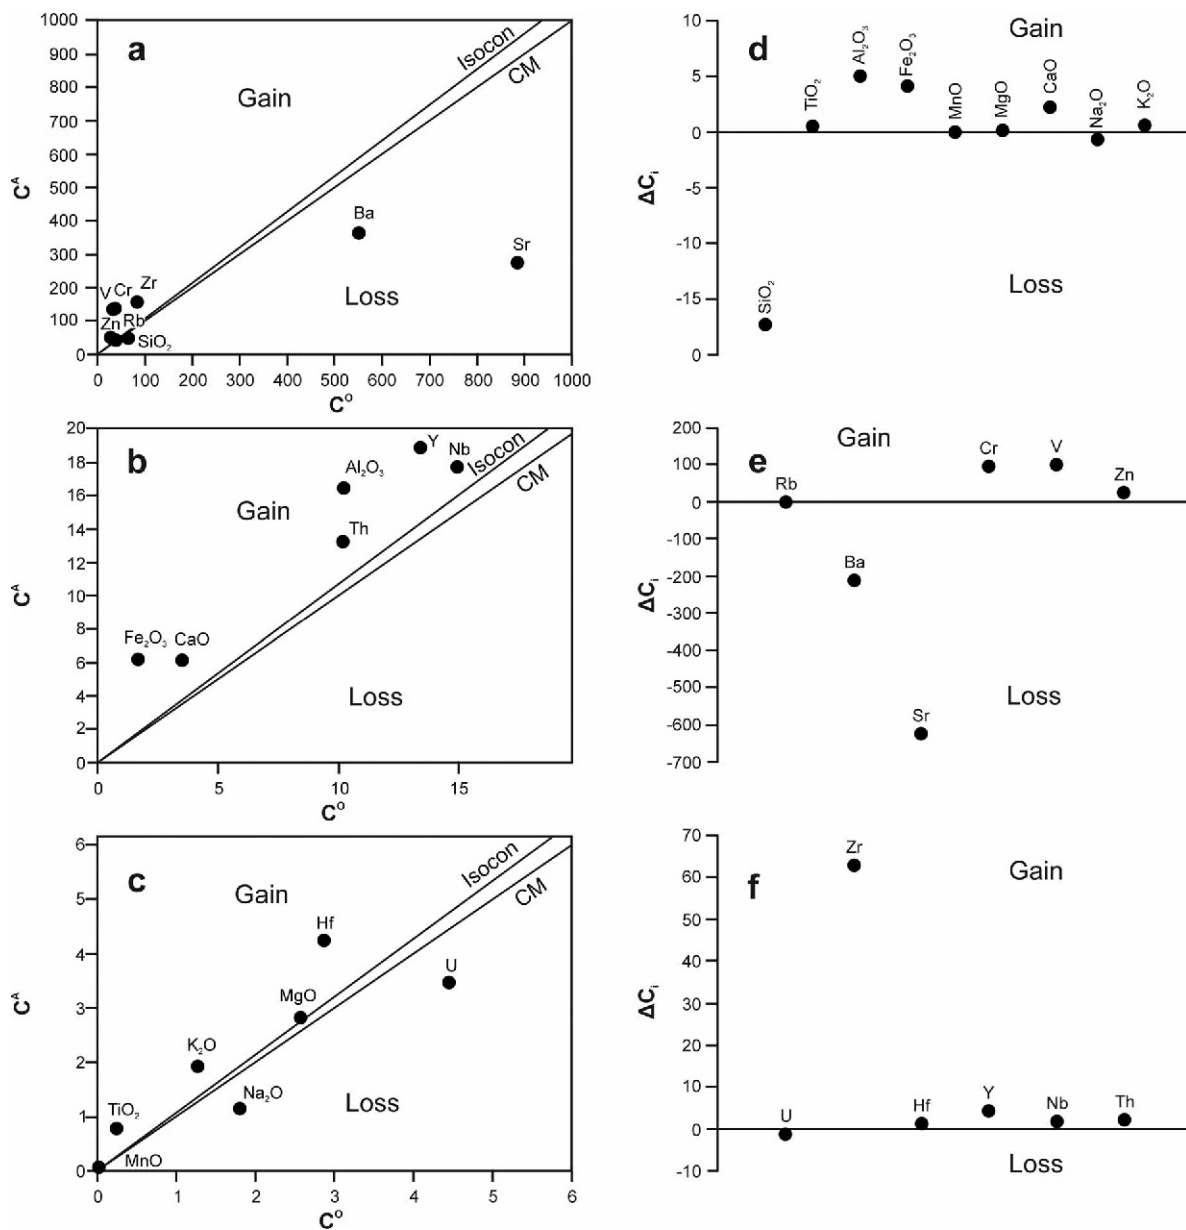 a
1000
900
800
700
600
500
400
300
200
100
0
Cᴬ
Isocon
CM
Gain
Loss
Ba
Sr
V Cr Zr
Zn Rb
SiO₂
0 100 200 300 400 500 600 700 800 900 1000
Cᴼ
d
10
5
0
-5
-10
-15
0
ΔCᵢ
Gain
Loss
SiO₂
TiO₂
Al₂O₃
Fe₂O₃
MnO
MgO
CaO
Na₂O
K₂O
b
20
18
16
14
12
10
8
6
4
2
0
Cᴬ
Isocon
CM
Gain
Loss
Y
Nb
Al₂O₃
Th
Fe₂O₃ CaO
0 5 10 15
Cᴼ
e
200
100
0
-100
-200
-300
-400
-500
-600
-700
ΔCᵢ
Gain
Loss
Rb
Ba
Sr
Cr
V
Zn
c
6
5
4
3
2
1
0
Cᴬ
Isocon
CM
Gain
Loss
Hf
U
MgO
K₂O
Na₂O
TiO₂
MnO
0 1 2 3 4 5 6
Cᴼ
f
70
60
50
40
30
20
10
0
-10
ΔCᵢ
Gain
Loss
Zr
U
Hf
Y
Nb
Th